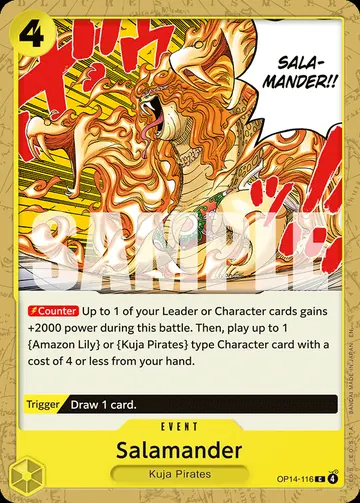 4
SALA-
MANDER!!
SAMPLE
Counter Up to 1 of your Leader or Character cards gains
+2000 power during this battle. Then, play up to 1
{Amazon Lily} or {Kuja Pirates} type Character card with a
cost of 4 or less from your hand.
Trigger Draw 1 card.
EVENT
Salamander
Kuja Pirates
OP14-116 C 4